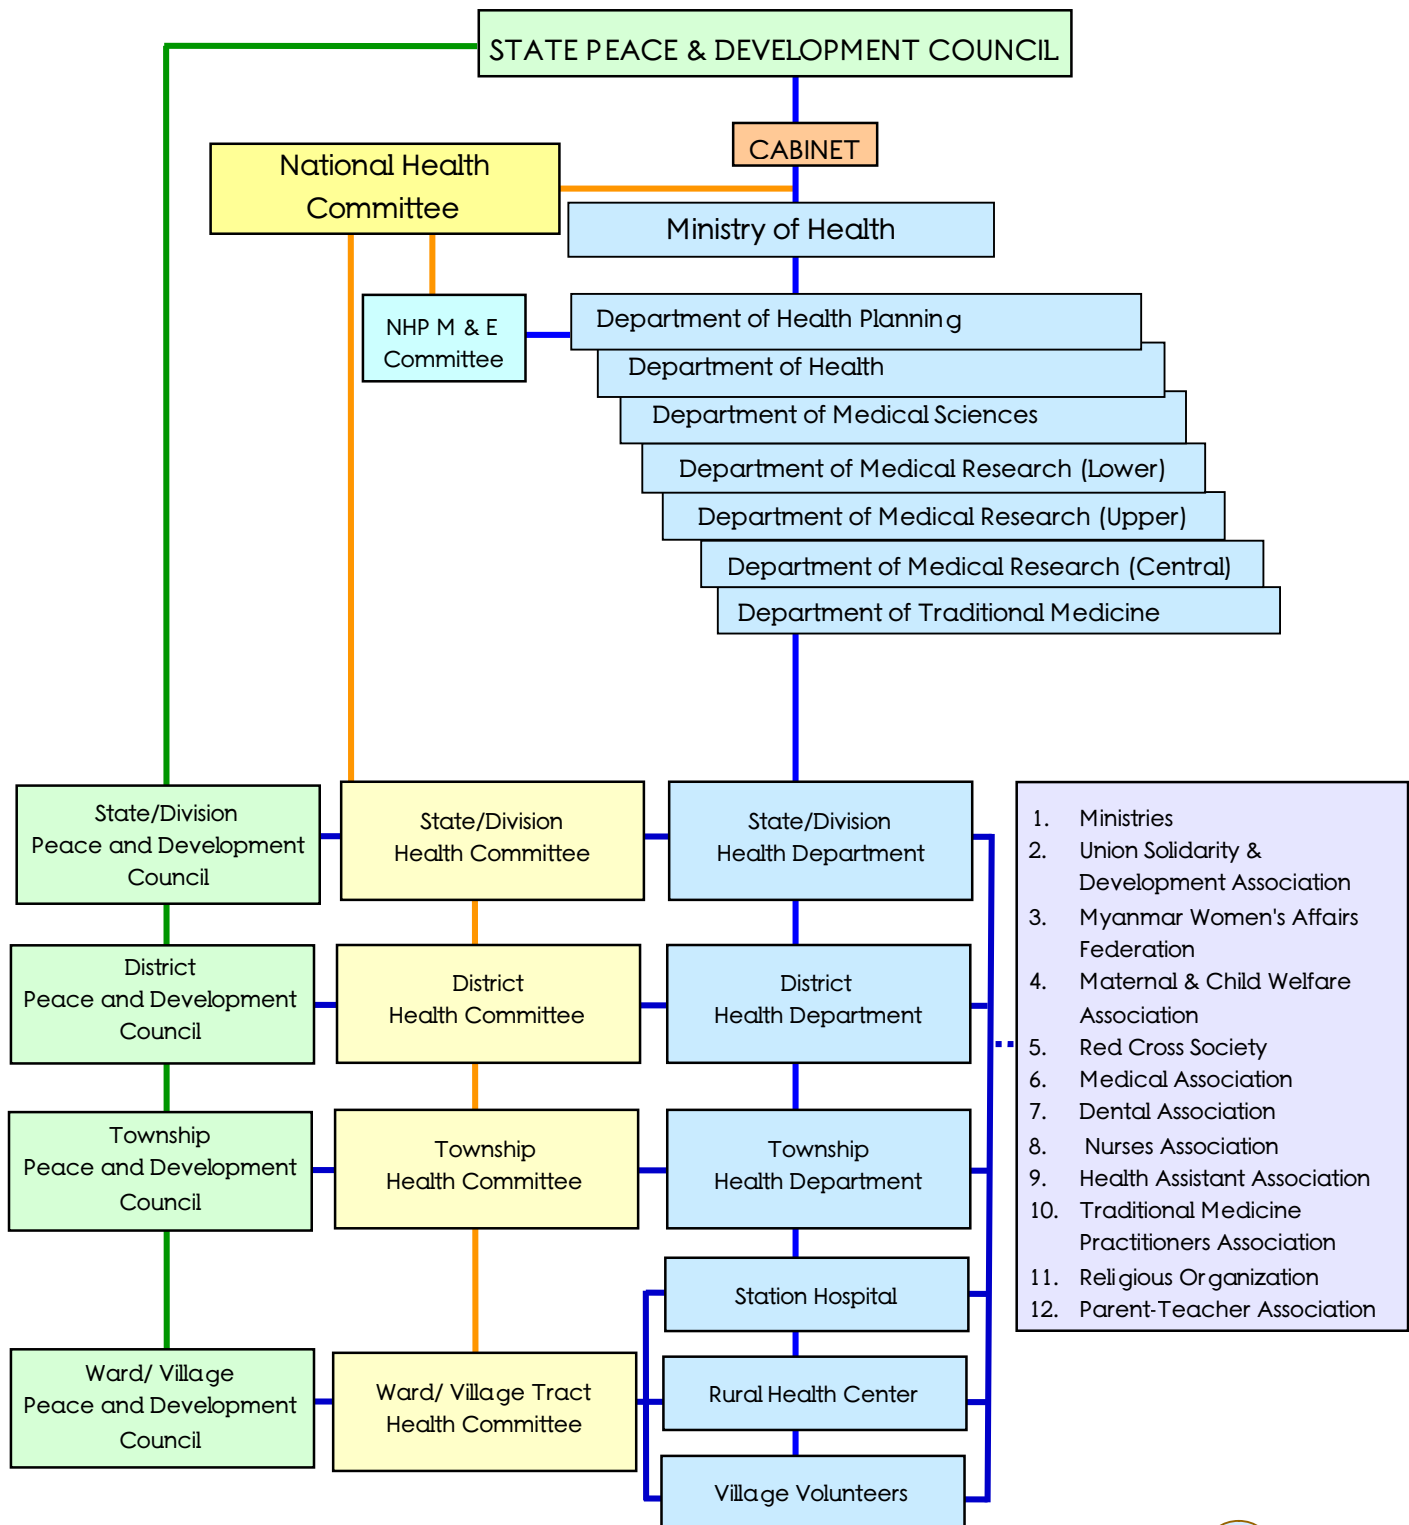 STATE PEACE & DEVELOPMENT COUNCIL
CABINET
National Health
Committee
Ministry of Health
NHP M & E
Committee
Department of Health Planning
Department of Health
Department of Medical Sciences
Department of Medical Research (Lower)
Department of Medical Research (Upper)
Department of Medical Research (Central)
Department of Traditional Medicine
State/Division
Peace and Development
Council
State/Division
Health Committee
State/Division
Health Department
District
Peace and Development
Council
District
Health Committee
District
Health Department
Township
Peace and Development
Council
Township
Health Committee
Township
Health Department
Station Hospital
Ward/ Village
Peace and Development
Council
Ward/ Village Tract
Health Committee
Rural Health Center
Village Volunteers
1. Ministries
2. Union Solidarity &
Development Association
3. Myanmar Women's Affairs
Federation
4. Maternal & Child Welfare
Association
5. Red Cross Society
6. Medical Association
7. Dental Association
8. Nurses Association
9. Health Assistant Association
10. Traditional Medicine
Practitioners Association
11. Religious Organization
12. Parent-Teacher Association